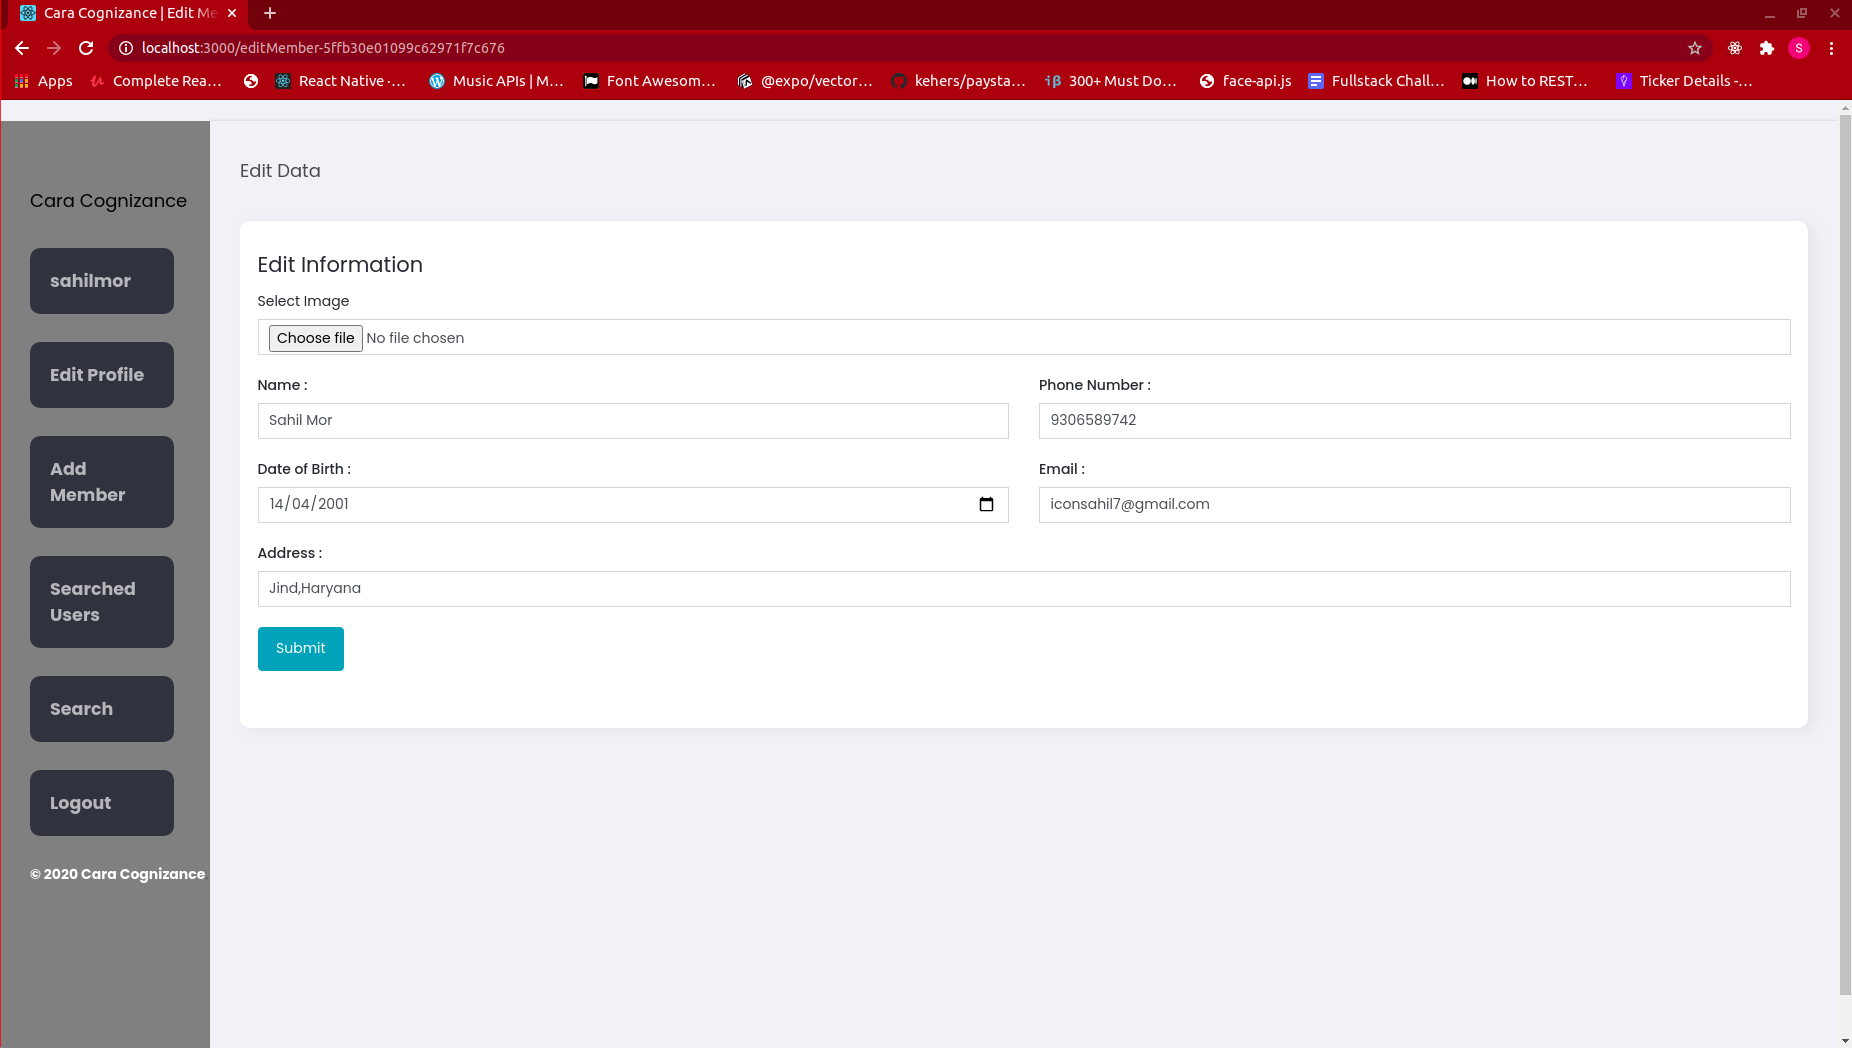 Cara Cognizance | Edit Me
localhost:3000/editMember-5ffb30e01099c62971f7c676
S
Apps
Complete Rea...
React Native ·...
Music APIs | M...
Font Awesom...
@expo/vector...
kehers/paysta...
iβ 300+ Must Do...
face-api.js
Fullstack Chall...
How to REST...
Ticker Details -...
Cara Cognizance
sahilmor
Edit Profile
Add
Member
Searched
Users
Search
Logout
© 2020 Cara Cognizance
Edit Data
Edit Information
Select Image
Choose file No file chosen
Name :
Sahil Mor
Phone Number :
9306589742
Date of Birth :
14/04/2001
Email :
iconsahil7@gmail.com
Address :
Jind,Haryana
Submit